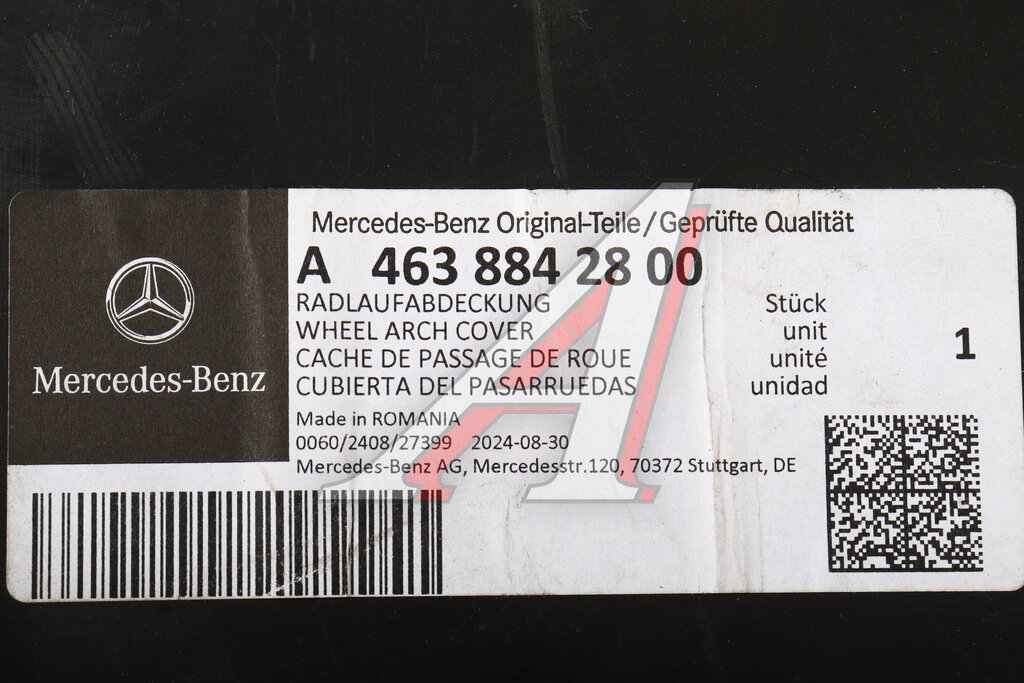 Mercedes-Benz
Mercedes-Benz Original-Teile/Geprüfte Qualität
A 463 884 28 00
RADLAUFABDECKUNG Stück
WHEEL ARCH COVER unit
CACHE DE PASSAGE DE ROUE unité
CUBIERTA DEL PASARRUEDAS unidad
1
Made in ROMANIA
0060/2408/27399 2024-08-30
Mercedes-Benz AG, Mercedesstr.120, 70372 Stuttgart, DE